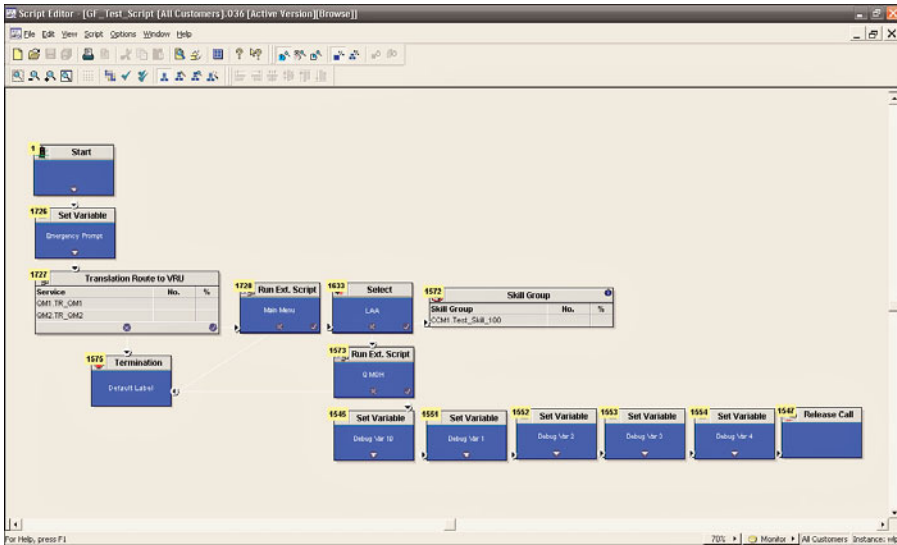 Script Editor - [GF_Test_Script [All Customers].036 [Active Version][Browse]]
File Edit View Script Options Window Help
1 Start
1726 Set Variable
Emergency Prompt
1727 Translation Route to VRU
Service No. %
QM1.TR_QM1
QM2.TR_QM2
1728 Run Ext. Script
Main Menu
1633 Select
LAA
1572 Skill Group
Skill Group No. %
CCM1.Test_Skill_100
1575 Termination
Default Label
1573 Run Ext. Script
Q MOH
1545 Set Variable
Debug Var 10
1551 Set Variable
Debug Var 1
1552 Set Variable
Debug Var 2
1553 Set Variable
Debug Var 3
1554 Set Variable
Debug Var 4
1547 Release Call
For Help, press F1
70% Monitor All Customers Instance: